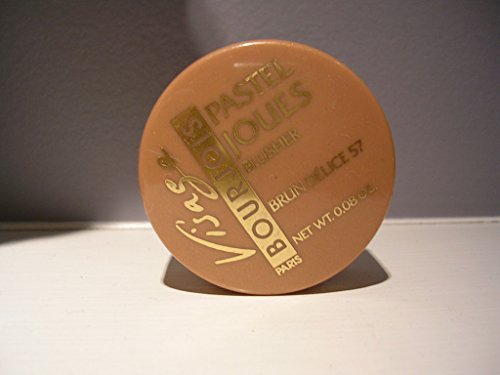 Visage
BOURJOIS
PARIS
PASTEL
JOUES
BLUSHER
BRUN DÉLICE 57
NET WT. 0.08 OZ.